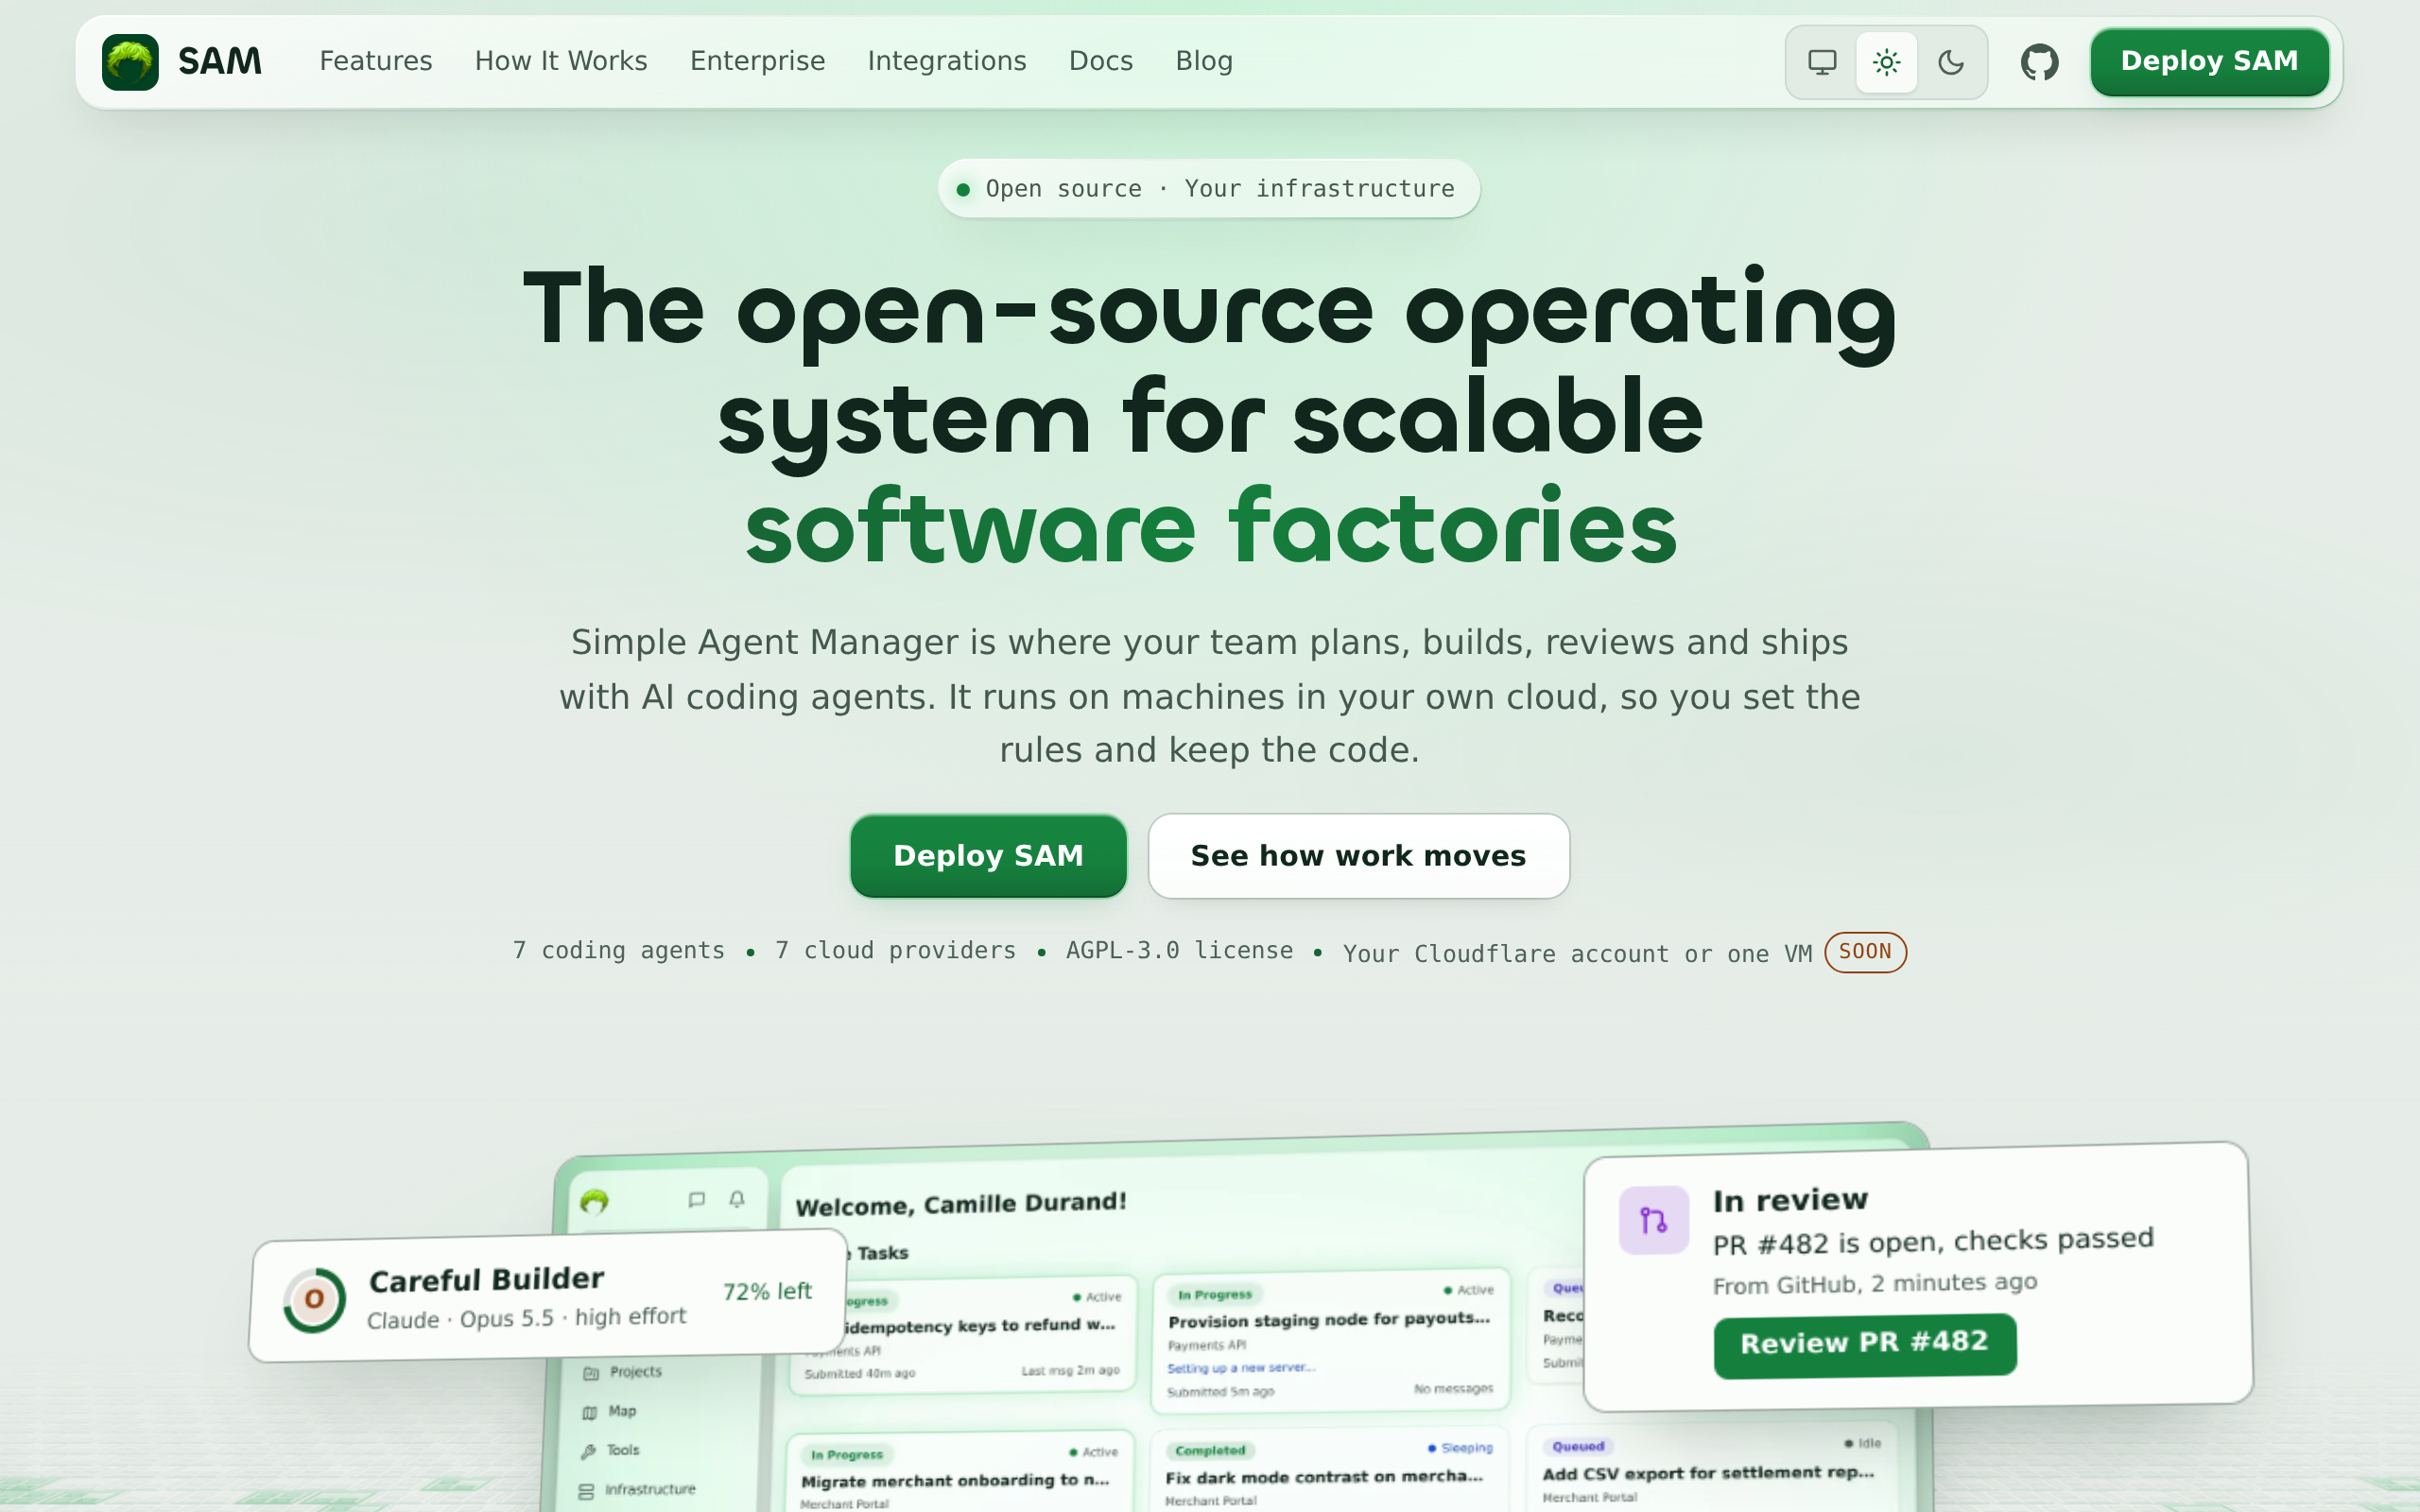 SAM
Features
How It Works
Enterprise
Integrations
Docs
Blog
Deploy SAM
Open source · Your infrastructure
The open-source operating
system for scalable
software factories
Simple Agent Manager is where your team plans, builds, reviews and ships
with AI coding agents. It runs on machines in your own cloud, so you set the
rules and keep the code.
Deploy SAM
See how work moves
7 coding agents • 7 cloud providers • AGPL-3.0 license • Your Cloudflare account or one VM SOON
Welcome, Camille Durand!
Tasks
O
Careful Builder
Claude · Opus 5.5 · high effort
72% left
In review
PR #482 is open, checks passed
From GitHub, 2 minutes ago
Review PR #482
Projects
Map
Tools
Infrastructure
Active
idempotency keys to refund w...
Payments API
Submitted 40m ago
Last msg 2m ago
In Progress
Active
Provision staging node for payouts...
Payments API
Setting up a new server...
Submitted 5m ago
No messages
In Progress
Active
Migrate merchant onboarding to n...
Merchant Portal
Completed
Sleeping
Fix dark mode contrast on mercha...
Merchant Portal
Queued
Idle
Add CSV export for settlement rep...
Merchant Portal